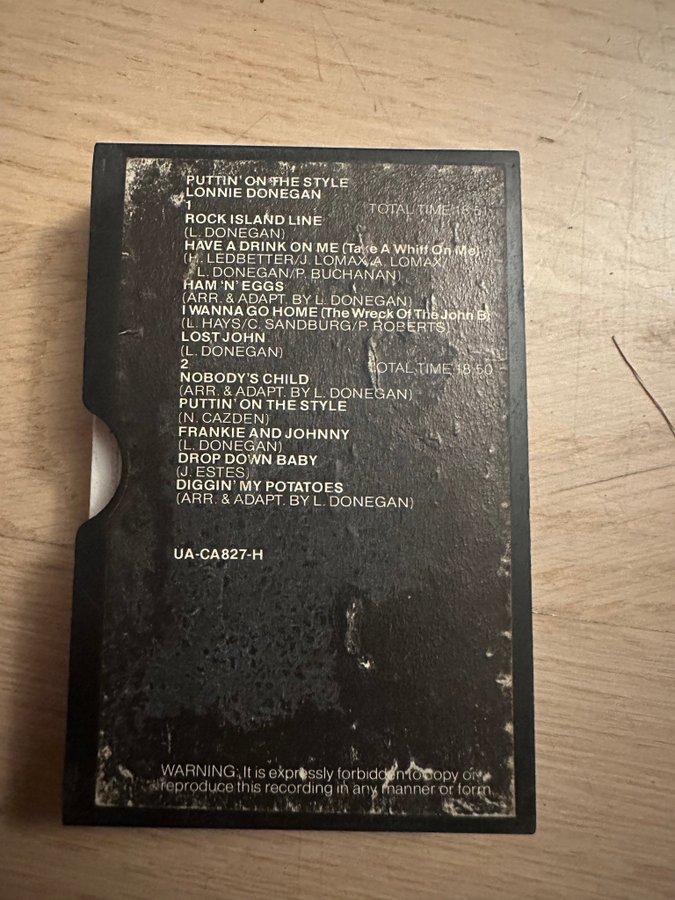 PUTTIN' ON THE STYLE
LONNIE DONEGAN
1 TOTAL TIME 18.51
ROCK ISLAND LINE
(L. DONEGAN)
HAVE A DRINK ON ME (Take A Whiff On Me)
(H. LEDBETTER/J. LOMAX/A. LOMAX/
L. DONEGAN/P. BUCHANAN)
HAM 'N' EGGS
(ARR. & ADAPT. BY L. DONEGAN)
I WANNA GO HOME (The Wreck Of The John B)
(L. HAYS/C. SANDBURG/P. ROBERTS)
LOST JOHN
(L. DONEGAN)
2 TOTAL TIME 18.50
NOBODY'S CHILD
(ARR. & ADAPT. BY L. DONEGAN)
PUTTIN' ON THE STYLE
(N. CAZDEN)
FRANKIE AND JOHNNY
(L. DONEGAN)
DROP DOWN BABY
(J. ESTES)
DIGGIN' MY POTATOES
(ARR. & ADAPT. BY L. DONEGAN)
UA-CA827-H
WARNING: It is expressly forbidden to copy or
reproduce this recording in any manner or form.